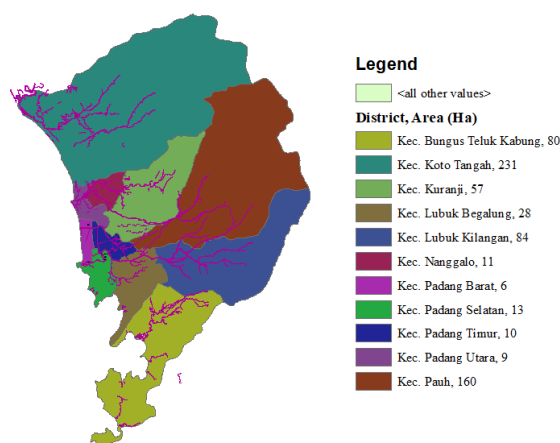 Legend
<all other values>
District, Area (Ha)
Kec. Bungus Teluk Kabung, 80
Kec. Koto Tangah, 231
Kec. Kuranji, 57
Kec. Lubuk Begalung, 28
Kec. Lubuk Kilangan, 84
Kec. Nanggalo, 11
Kec. Padang Barat, 6
Kec. Padang Selatan, 13
Kec. Padang Timur, 10
Kec. Padang Utara, 9
Kec. Pauh, 160